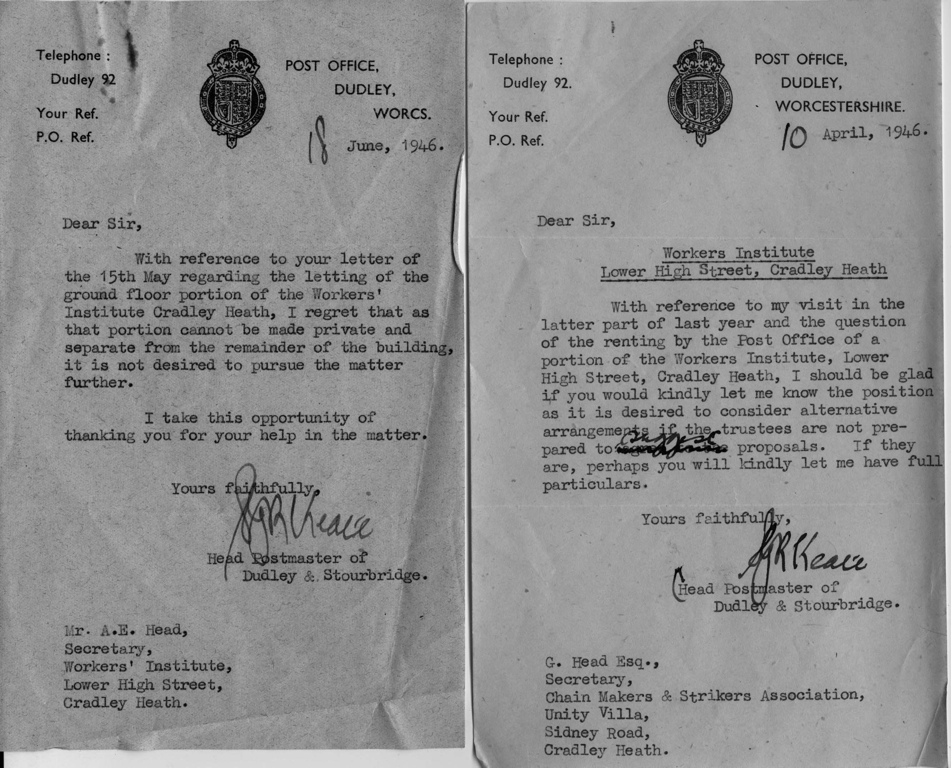 Telephone :
Dudley 92
Your Ref.
P.O. Ref.
POST OFFICE,
DUDLEY,
WORCS.
18 June, 1946.
Dear Sir,
With reference to your letter of
the 15th May regarding the letting of the
ground floor portion of the Workers'
Institute Cradley Heath, I regret that as
that portion cannot be made private and
separate from the remainder of the building,
it is not desired to pursue the matter
further.
I take this opportunity of
thanking you for your help in the matter.
Yours faithfully,
Head Postmaster of
Dudley & Stourbridge.
Mr. A.E. Head,
Secretary,
Workers' Institute,
Lower High Street,
Cradley Heath.
Telephone :
Dudley 92.
Your Ref.
P.O. Ref.
POST OFFICE,
DUDLEY,
WORCESTERSHIRE.
10 April, 1946.
Dear Sir,
Workers Institute
Lower High Street, Cradley Heath
With reference to my visit in the
latter part of last year and the question
of the renting by the Post Office of a
portion of the Workers Institute, Lower
High Street, Cradley Heath, I should be glad
if you would kindly let me know the position
as it is desired to consider alternative
arrangements if the trustees are not pre-
pared to suggest proposals. If they
are, perhaps you will kindly let me have full
particulars.
Yours faithfully,
Head Postmaster of
Dudley & Stourbridge.
G. Head Esq.,
Secretary,
Chain Makers & Strikers Association,
Unity Villa,
Sidney Road,
Cradley Heath.